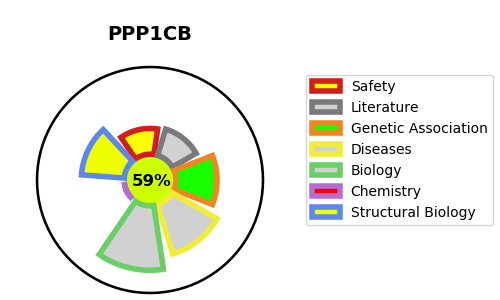 PPP1CB
59%
Safety
Literature
Genetic Association
Diseases
Biology
Chemistry
Structural Biology